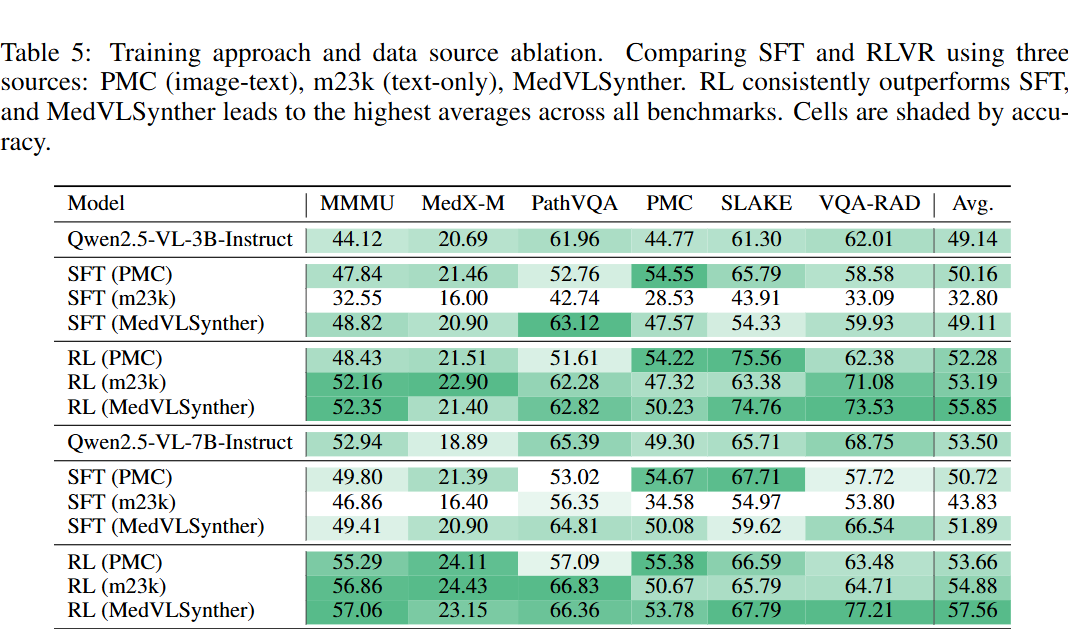 Table 5: Training approach and data source ablation. Comparing SFT and RLVR using three
sources: PMC (image-text), m23k (text-only), MedVLSynther. RL consistently outperforms SFT,
and MedVLSynther leads to the highest averages across all benchmarks. Cells are shaded by accu-
racy.
Model MMMU MedX-M PathVQA PMC SLAKE VQA-RAD Avg.
Qwen2.5-VL-3B-Instruct 44.12 20.69 61.96 44.77 61.30 62.01 49.14
SFT (PMC) 47.84 21.46 52.76 54.55 65.79 58.58 50.16
SFT (m23k) 32.55 16.00 42.74 28.53 43.91 33.09 32.80
SFT (MedVLSynther) 48.82 20.90 63.12 47.57 54.33 59.93 49.11
RL (PMC) 48.43 21.51 51.61 54.22 75.56 62.38 52.28
RL (m23k) 52.16 22.90 62.28 47.32 63.38 71.08 53.19
RL (MedVLSynther) 52.35 21.40 62.82 50.23 74.76 73.53 55.85
Qwen2.5-VL-7B-Instruct 52.94 18.89 65.39 49.30 65.71 68.75 53.50
SFT (PMC) 49.80 21.39 53.02 54.67 67.71 57.72 50.72
SFT (m23k) 46.86 16.40 56.35 34.58 54.97 53.80 43.83
SFT (MedVLSynther) 49.41 20.90 64.81 50.08 59.62 66.54 51.89
RL (PMC) 55.29 24.11 57.09 55.38 66.59 63.48 53.66
RL (m23k) 56.86 24.43 66.83 50.67 65.79 64.71 54.88
RL (MedVLSynther) 57.06 23.15 66.36 53.78 67.79 77.21 57.56